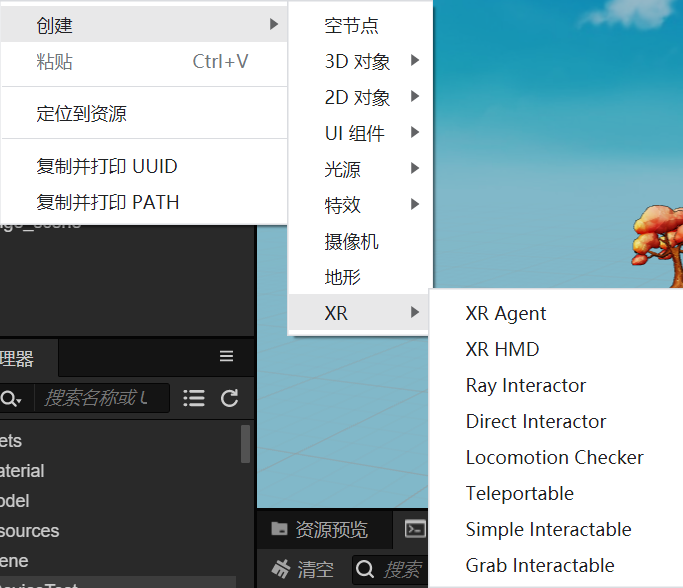 创建
粘贴 Ctrl+V
定位到资源
复制并打印 UUID
复制并打印 PATH
空节点
3D 对象
2D 对象
UI 组件
光源
特效
摄像机
地形
XR
XR Agent
XR HMD
Ray Interactor
Direct Interactor
Locomotion Checker
Teleportable
Simple Interactable
Grab Interactable
理器
搜索名称或 U
ets
aterial
odel
sources
ene
资源预览
清空
搜索